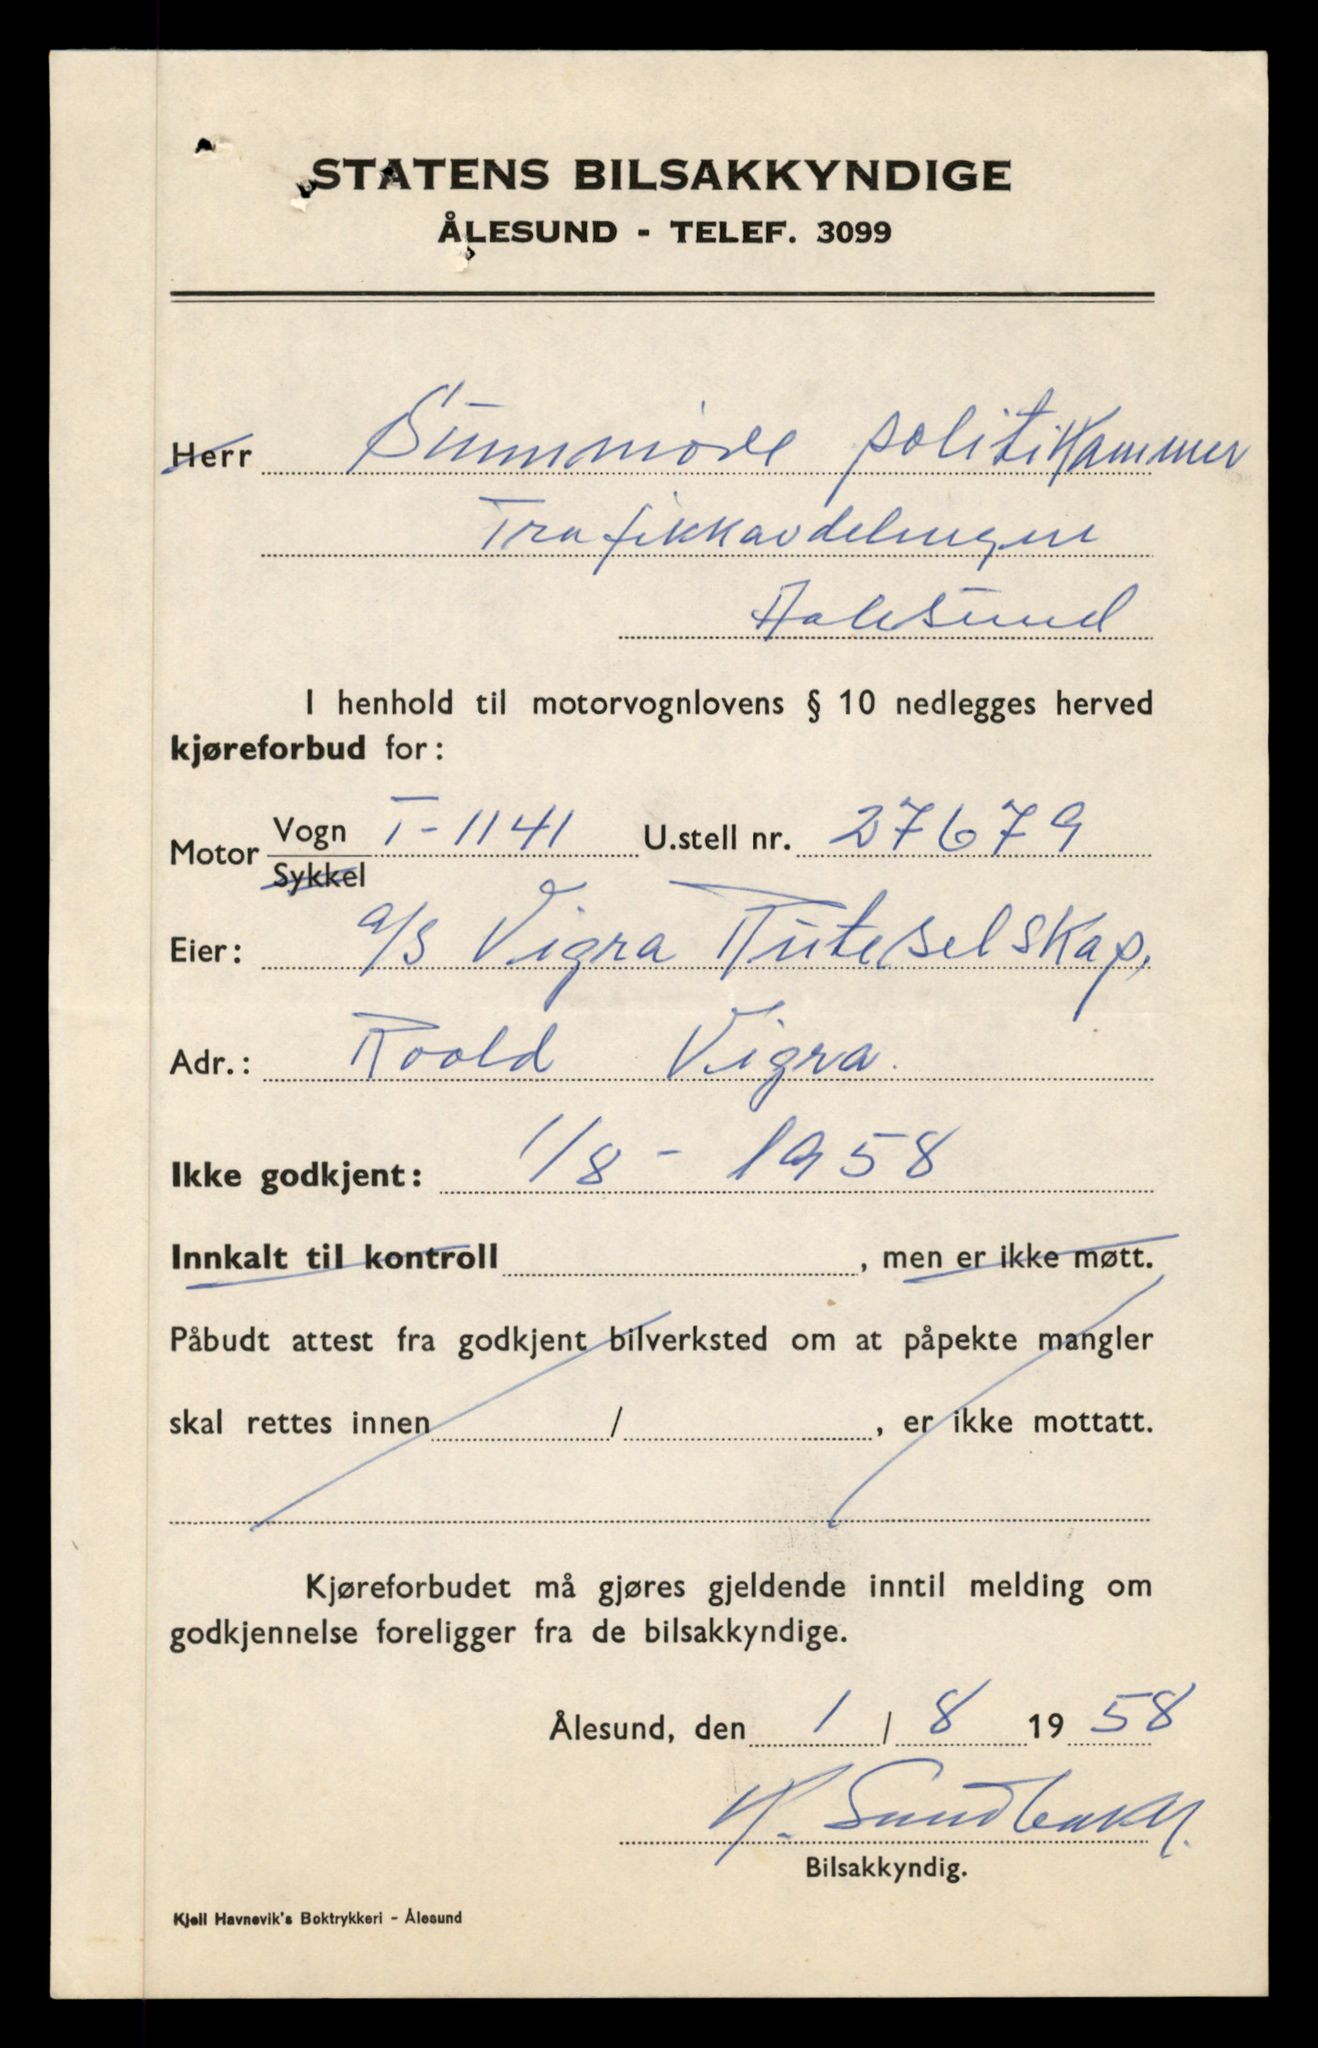 STATENS BILSAKKYNDIGE
ÅLESUND - TELEF. 3099
Herr Sunnmøre politikammer
Trafikkavdelingen
Aalesund
I henhold til motorvognlovens § 10 nedlegges herved
kjøreforbud for:
Motor Vogn T-1141 U.stell nr. 27679
Sykkel
Eier: a/s Vigra Ruteselskap,
Adr.: Roald Vigra.
Ikke godkjent: 1/8 - 1958
Innkalt til kontroll , men er ikke møtt.
Påbudt attest fra godkjent bilverksted om at påpekte mangler
skal rettes innen / , er ikke mottatt.
Kjøreforbudet må gjøres gjeldende inntil melding om
godkjennelse foreligger fra de bilsakkyndige.
Ålesund, den 1 / 8 19 58
K. Sundbakk.
Bilsakkyndig.
Kjell Havnevik's Boktrykkeri - Ålesund